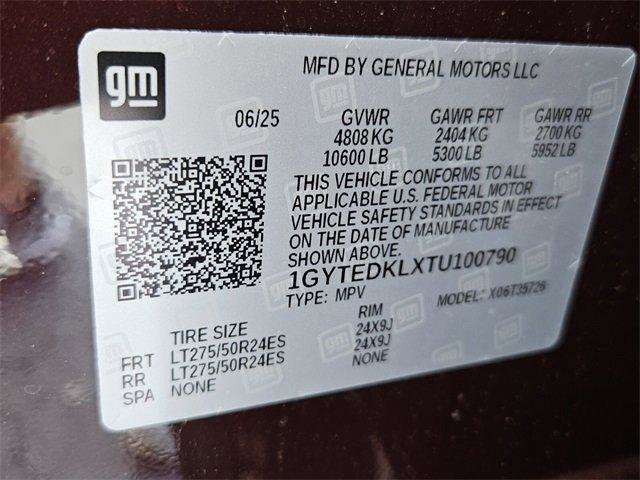 gm
MFD BY GENERAL MOTORS LLC
06/25 GVWR GAWR FRT GAWR RR
4808 KG 2404 KG 2700 KG
10600 LB 5300 LB 5952 LB
THIS VEHICLE CONFORMS TO ALL
APPLICABLE U.S. FEDERAL MOTOR
VEHICLE SAFETY STANDARDS IN EFFECT
ON THE DATE OF MANUFACTURE
SHOWN ABOVE.
1GYTEDKLXTU100790
TYPE: MPV MODEL: X06T35726
TIRE SIZE RIM
FRT LT275/50R24ES 24X9J
RR LT275/50R24ES 24X9J
SPA NONE NONE